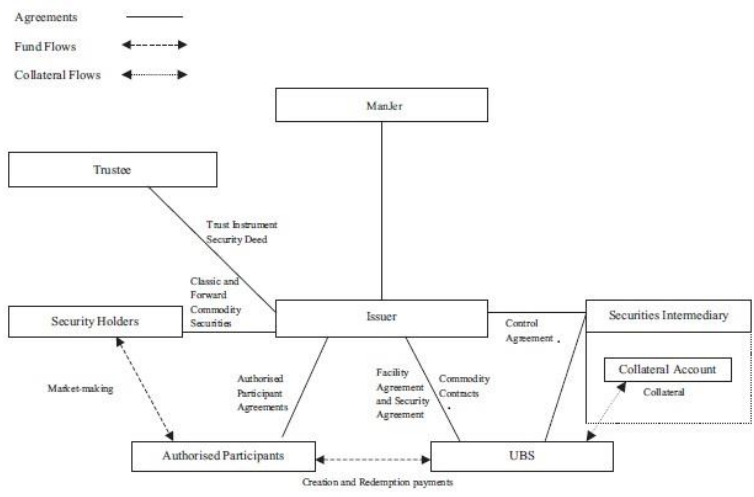 Agreements
Fund Flows
Collateral Flows
ManJer
Trustee
Trust Instrument
Security Deed
Classic and
Forward
Commodity
Securities
Security Holders
Issuer
Securities Intermediary
Control
Agreement .
Collateral Account
Collateral
Market-making
Authorised
Participant
Agreements
Facility
Agreement
and Security
Agreement
Commodity
Contracts
.
Authorised Participants
UBS
Creation and Redemption payments